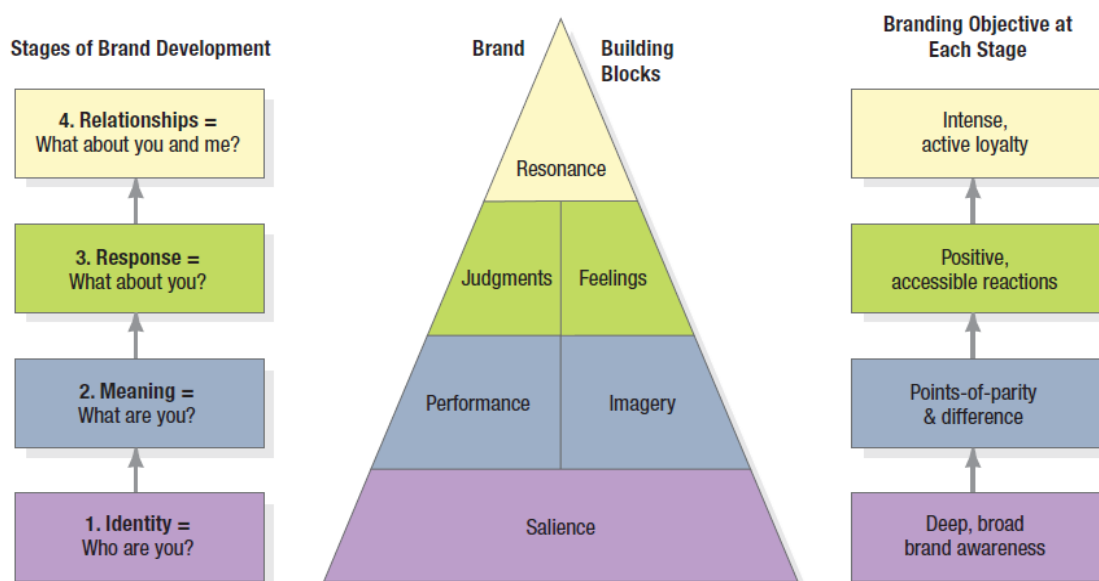 Stages of Brand Development
Brand
Building
Blocks
Branding Objective at
Each Stage
4. Relationships =
What about you and me?
Resonance
Intense,
active loyalty
3. Response =
What about you?
Judgments
Feelings
Positive,
accessible reactions
2. Meaning =
What are you?
Performance
Imagery
Points-of-parity
& difference
1. Identity =
Who are you?
Salience
Deep, broad
brand awareness